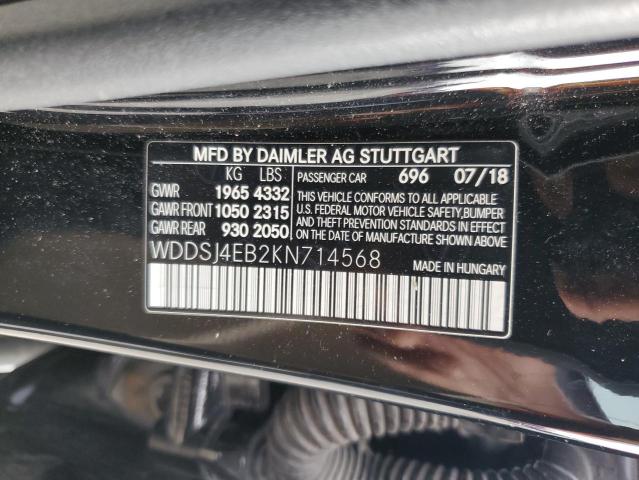 MFD BY DAIMLER AG STUTTGART
KG LBS PASSENGER CAR 696 07/18
GVWR 1965 4332 THIS VEHICLE CONFORMS TO ALL APPLICABLE
GAWR FRONT 1050 2315 U.S. FEDERAL MOTOR VEHICLE SAFETY, BUMPER
GAWR REAR 930 2050 AND THEFT PREVENTION STANDARDS IN EFFECT
ON THE DATE OF MANUFACTURE SHOWN ABOVE.
WDDSJ4EB2KN714568 MADE IN HUNGARY